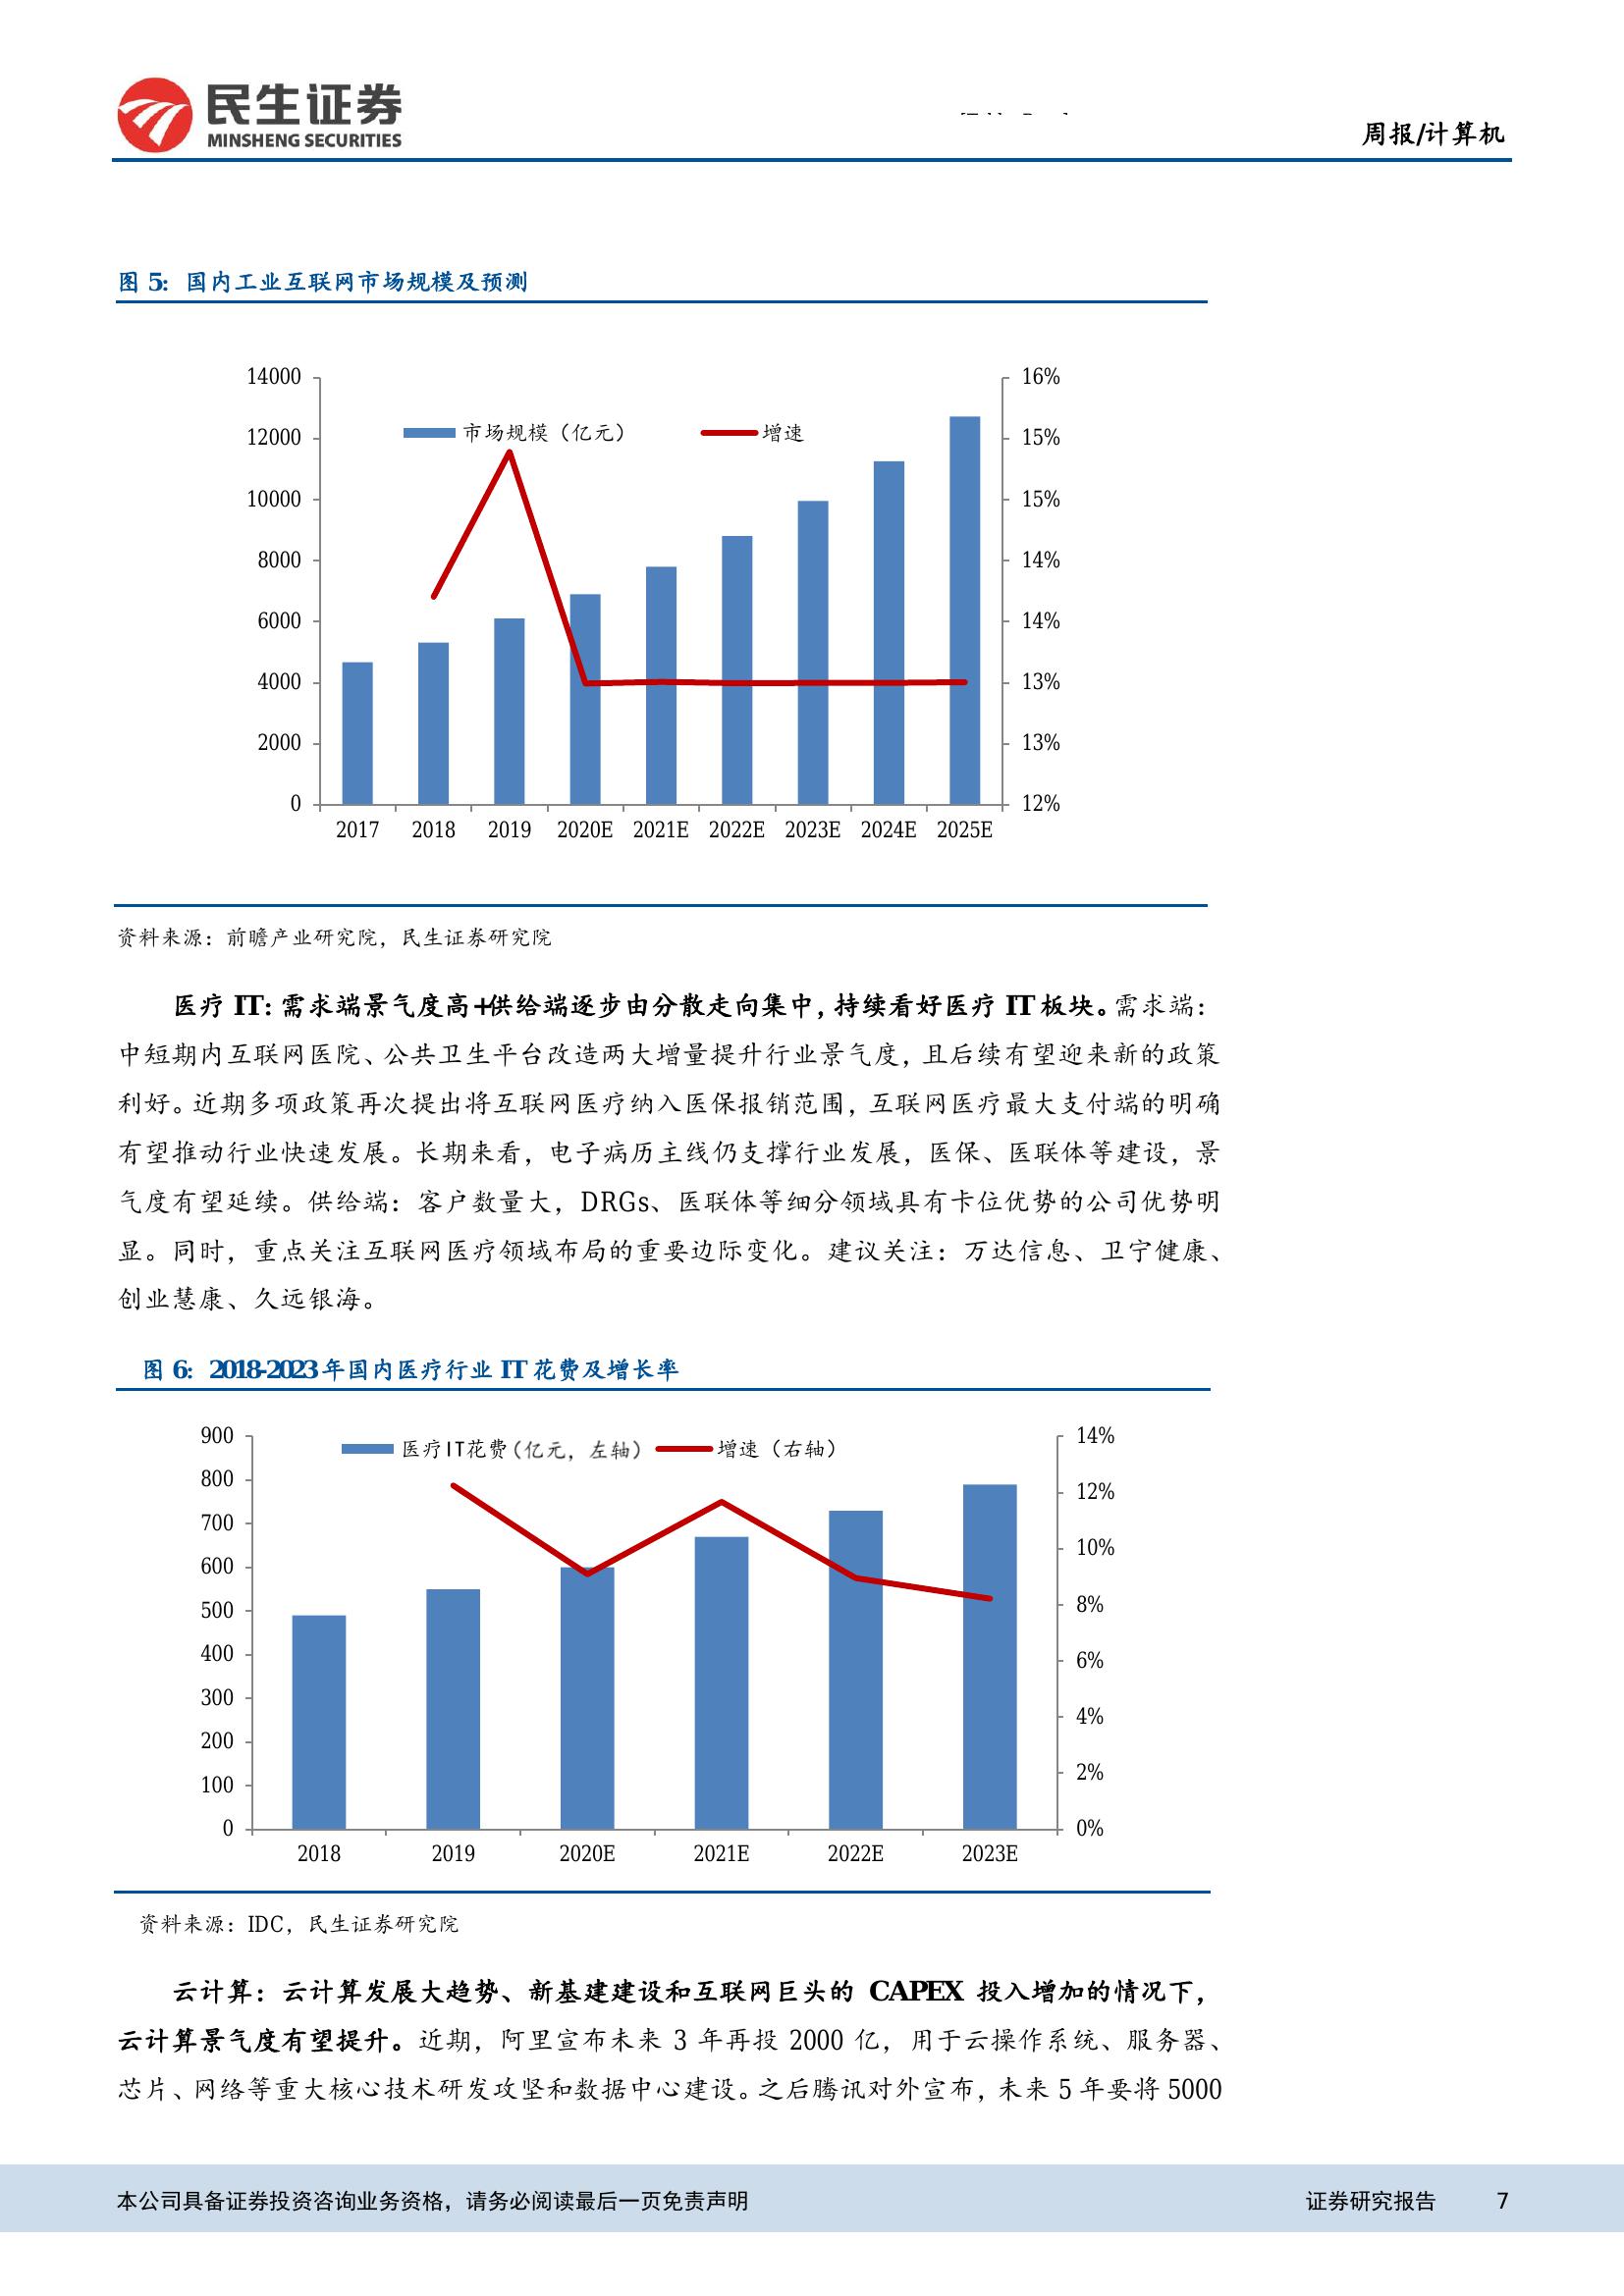 民生证券
MINSHENG SECURITIES
周报/计算机
图 5：国内工业互联网市场规模及预测
14000
12000
10000
8000
6000
4000
2000
0
市场规模（亿元）
增速
16%
15%
15%
14%
14%
13%
13%
12%
2017 2018 2019 2020E 2021E 2022E 2023E 2024E 2025E
资料来源：前瞻产业研究院，民生证券研究院
医疗 IT：需求端景气度高+供给端逐步由分散走向集中，持续看好医疗 IT 板块。需求端：
中短期内互联网医院、公共卫生平台改造两大增量提升行业景气度，且后续有望迎来新的政策
利好。近期多项政策再次提出将互联网医疗纳入医保报销范围，互联网医疗最大支付端的明确
有望推动行业快速发展。长期来看，电子病历主线仍支撑行业发展，医保、医联体等建设，景
气度有望延续。供给端：客户数量大，DRGs、医联体等细分领域具有卡位优势的公司优势明
显。同时，重点关注互联网医疗领域布局的重要边际变化。建议关注：万达信息、卫宁健康、
创业慧康、久远银海。
图 6：2018-2023 年国内医疗行业 IT 花费及增长率
900
800
700
600
500
400
300
200
100
0
医疗IT花费（亿元，左轴）
增速（右轴）
14%
12%
10%
8%
6%
4%
2%
0%
2018 2019 2020E 2021E 2022E 2023E
资料来源：IDC，民生证券研究院
云计算：云计算发展大趋势、新基建建设和互联网巨头的 CAPEX 投入增加的情况下，
云计算景气度有望提升。近期，阿里宣布未来 3 年再投 2000 亿，用于云操作系统、服务器、
芯片、网络等重大核心技术研发攻坚和数据中心建设。之后腾讯对外宣布，未来 5 年要将 5000
本公司具备证券投资咨询业务资格，请务必阅读最后一页免责声明
证券研究报告 7